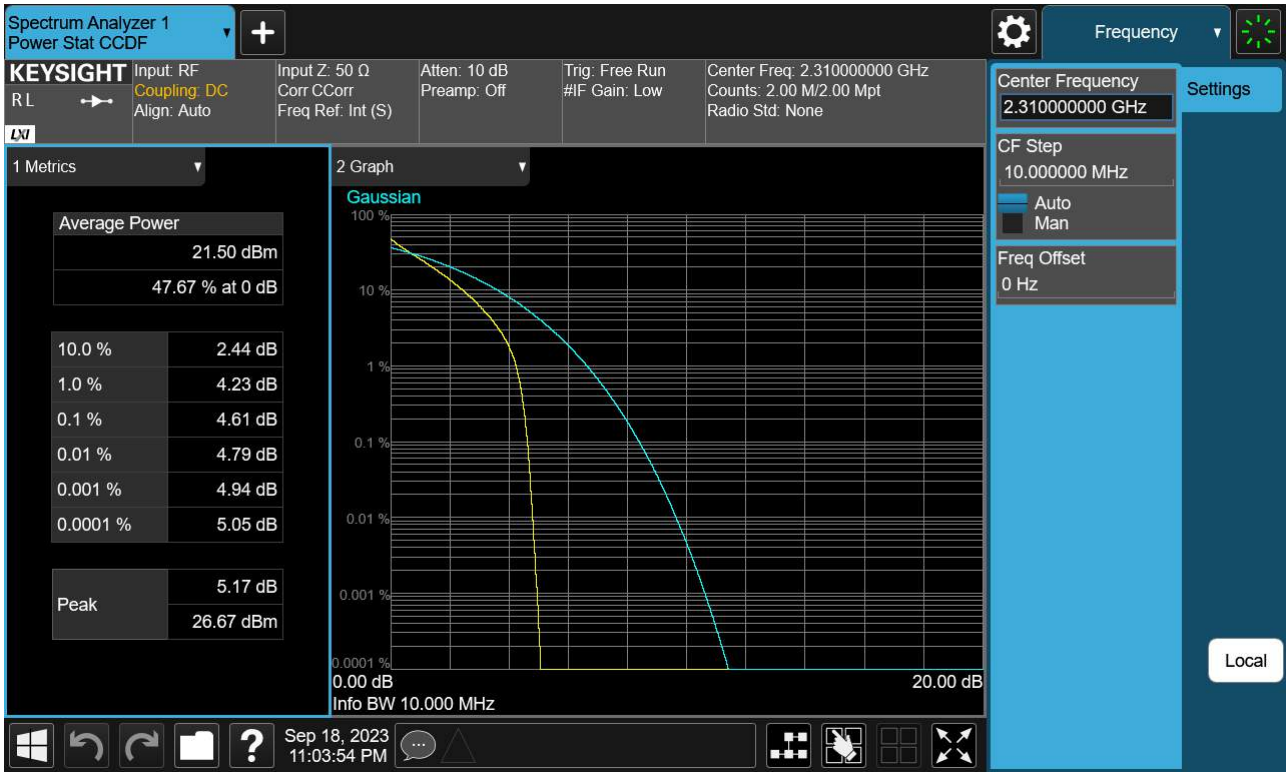 Spectrum Analyzer 1
Power Stat CCDF
+
Frequency
KEYSIGHT
RL
LXI
Input: RF
Coupling: DC
Align: Auto
Input Z: 50 Ω
Corr CCorr
Freq Ref: Int (S)
Atten: 10 dB
Preamp: Off
Trig: Free Run
#IF Gain: Low
Center Freq: 2.310000000 GHz
Counts: 2.00 M/2.00 Mpt
Radio Std: None
Center Frequency
2.310000000 GHz
Settings
CF Step
10.000000 MHz
Auto
Man
Freq Offset
0 Hz
1 Metrics
Average Power
21.50 dBm
47.67 % at 0 dB
10.0 % 2.44 dB
1.0 % 4.23 dB
0.1 % 4.61 dB
0.01 % 4.79 dB
0.001 % 4.94 dB
0.0001 % 5.05 dB
Peak 5.17 dB
26.67 dBm
2 Graph
Gaussian
100 %
10 %
1 %
0.1 %
0.01 %
0.001 %
0.0001 %
0.00 dB 20.00 dB
Info BW 10.000 MHz
Local
?
Sep 18, 2023
11:03:54 PM